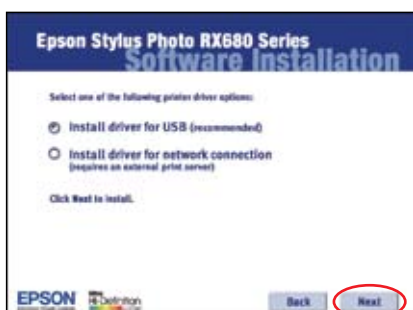 Epson Stylus Photo RX680 Series
Software Installation
Select one of the following printer driver options:
Install driver for USB (recommended)
Install driver for network connection
(requires an external print server)
Click Next to install.
EPSON
Definition
Back
Next